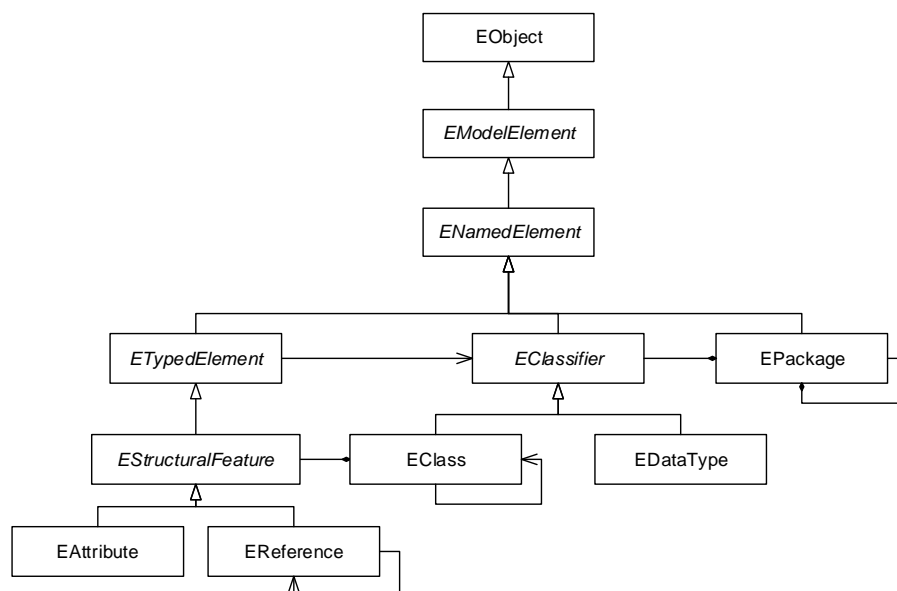 EObject
EModelElement
ENamedElement
ETypedElement
EClassifier
EPackage
EStructuralFeature
EClass
EDataType
EAttribute
EReference